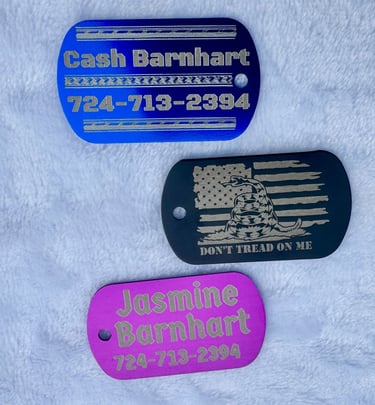 Cash Barnhart
724-713-2394
DON'T TREAD ON ME
Jasmine
Barnhart
724-713-2394